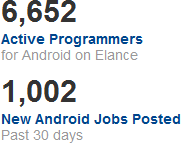 6,652
Active Programmers
for Android on Elance
1,002
New Android Jobs Posted
Past 30 days